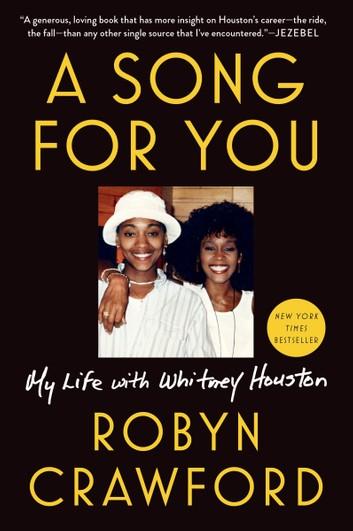 “A generous, loving book that has more insight on Houston’s career—the ride,
the fall—than any other single source that I’ve encountered.”—JEZEBEL
A SONG
FOR YOU
NEW YORK
TIMES
BESTSELLER
My Life with Whitney Houston
ROBYN
CRAWFORD